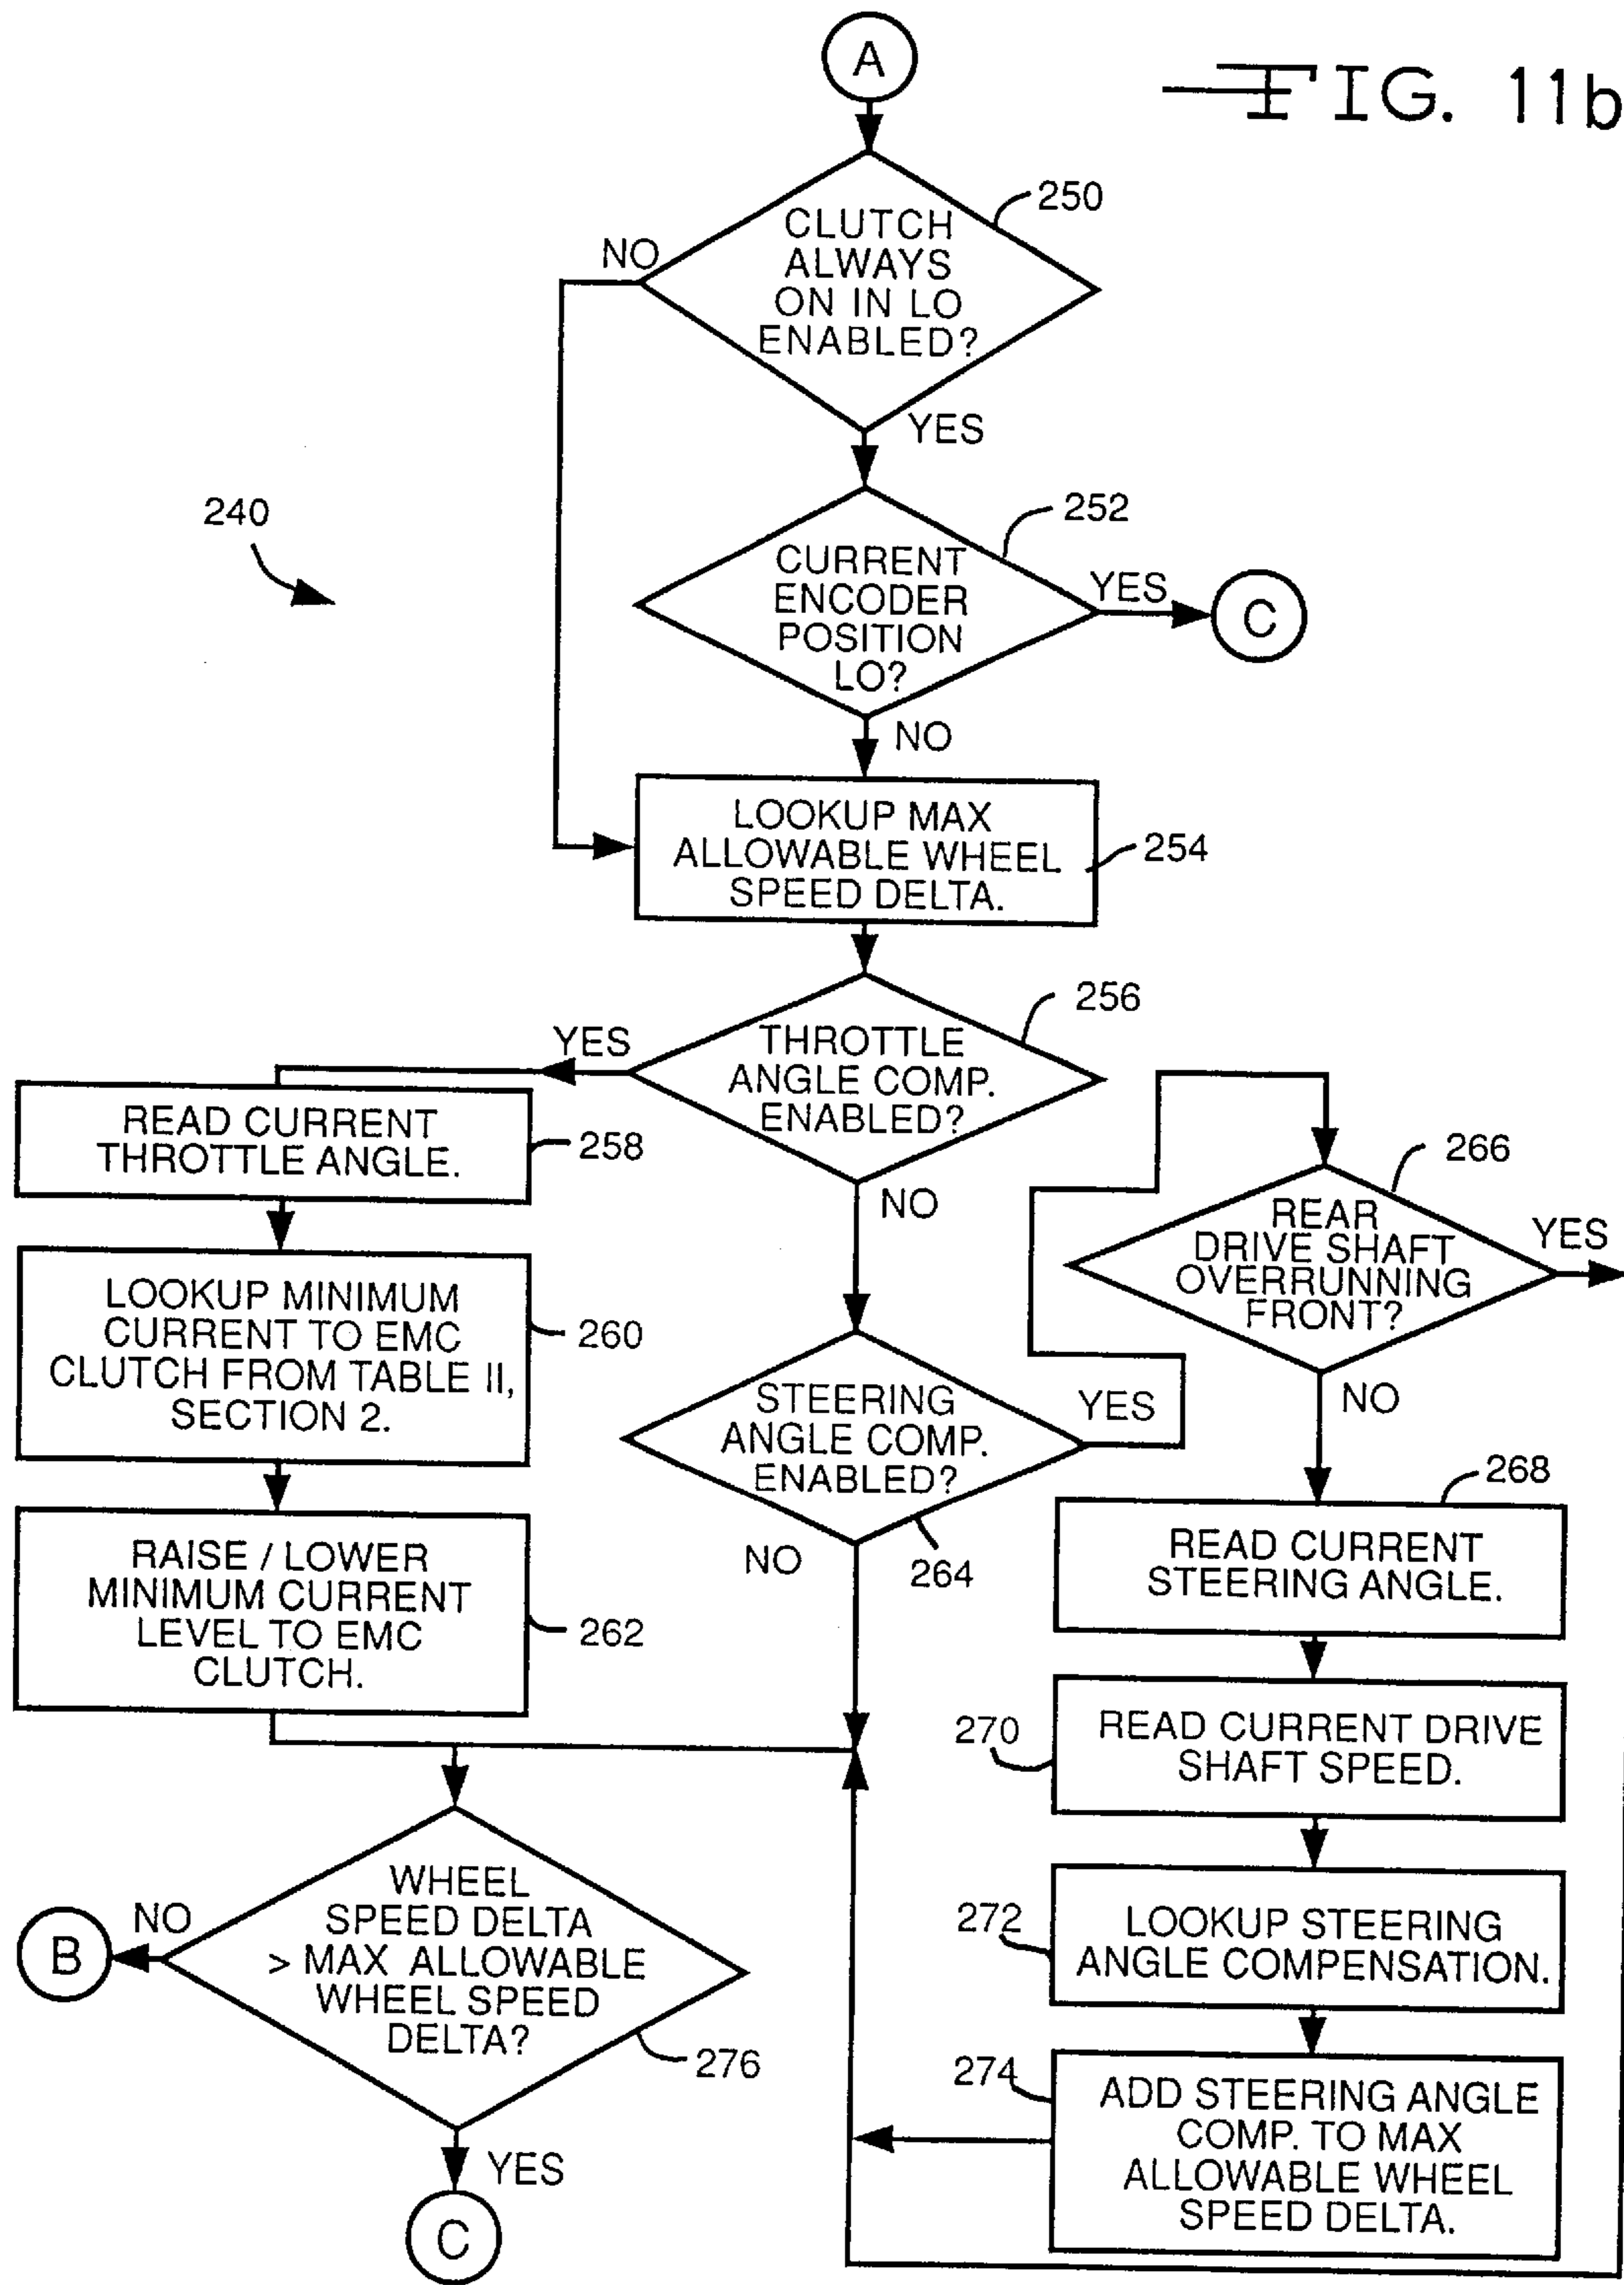 A
FIG. 11b
250
CLUTCH
ALWAYS
ON IN LO
ENABLED?
NO
YES
240
252
CURRENT
ENCODER
POSITION
LO?
YES
C
NO
LOOKUP MAX
ALLOWABLE WHEEL
SPEED DELTA.
254
256
THROTTLE
ANGLE COMP.
ENABLED?
YES
NO
READ CURRENT
THROTTLE ANGLE.
258
LOOKUP MINIMUM
CURRENT TO EMC
CLUTCH FROM TABLE II,
SECTION 2.
260
RAISE / LOWER
MINIMUM CURRENT
LEVEL TO EMC
CLUTCH.
262
STEERING
ANGLE COMP.
ENABLED?
YES
NO
264
266
REAR
DRIVE SHAFT
OVERRUNNING
FRONT?
YES
NO
268
READ CURRENT
STEERING ANGLE.
270
READ CURRENT DRIVE
SHAFT SPEED.
272
LOOKUP STEERING
ANGLE COMPENSATION.
274
ADD STEERING ANGLE
COMP. TO MAX
ALLOWABLE WHEEL
SPEED DELTA.
WHEEL
SPEED DELTA
> MAX ALLOWABLE
WHEEL SPEED
DELTA?
NO
B
276
YES
C